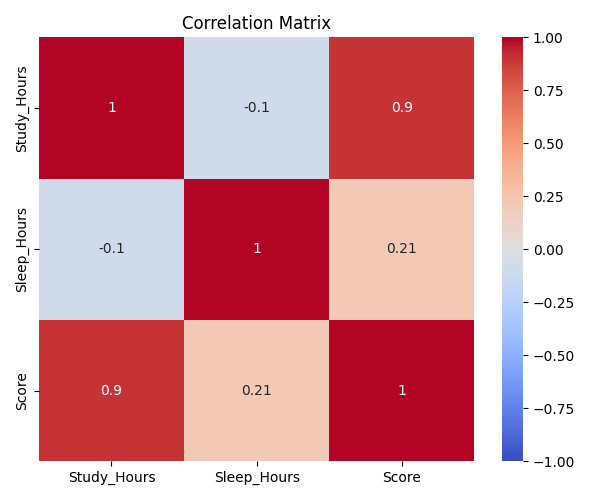 Correlation Matrix
Study_Hours
1
-0.1
0.9
Sleep_Hours
-0.1
1
0.21
Score
0.9
0.21
1
Study_Hours
Sleep_Hours
Score
1.00
0.75
0.50
0.25
0.00
−0.25
−0.50
−0.75
−1.00